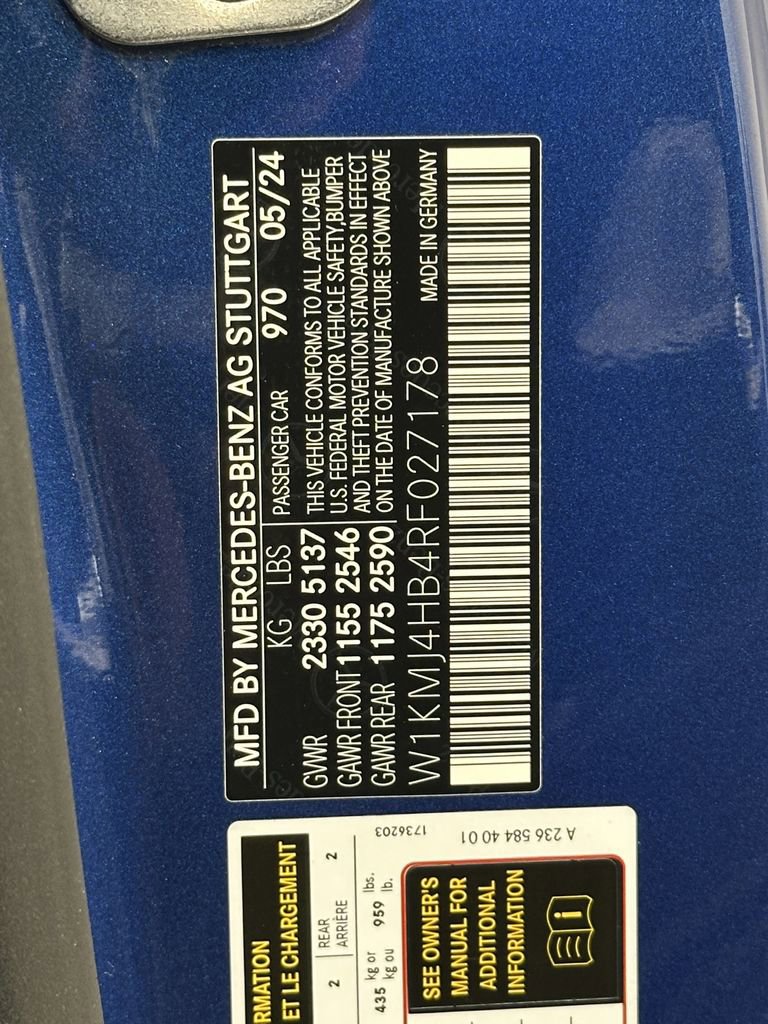 MFD BY MERCEDES-BENZ AG STUTTGART
KG LBS PASSENGER CAR 970 05/24
GVWR 2330 5137 THIS VEHICLE CONFORMS TO ALL APPLICABLE
GAWR FRONT 1155 2546 U.S. FEDERAL MOTOR VEHICLE SAFETY,BUMPER
GAWR REAR 1175 2590 AND THEFT PREVENTION STANDARDS IN EFFECT
ON THE DATE OF MANUFACTURE SHOWN ABOVE
W1KMJ4HB4RF027178 MADE IN GERMANY
RMATION
ET LE CHARGEMENT
2 REAR 2
ARRIÈRE
435 kg or 959 lbs.
kg ou lb.
SEE OWNER'S
MANUAL FOR
ADDITIONAL
INFORMATION
1736203
A 236 584 40 01